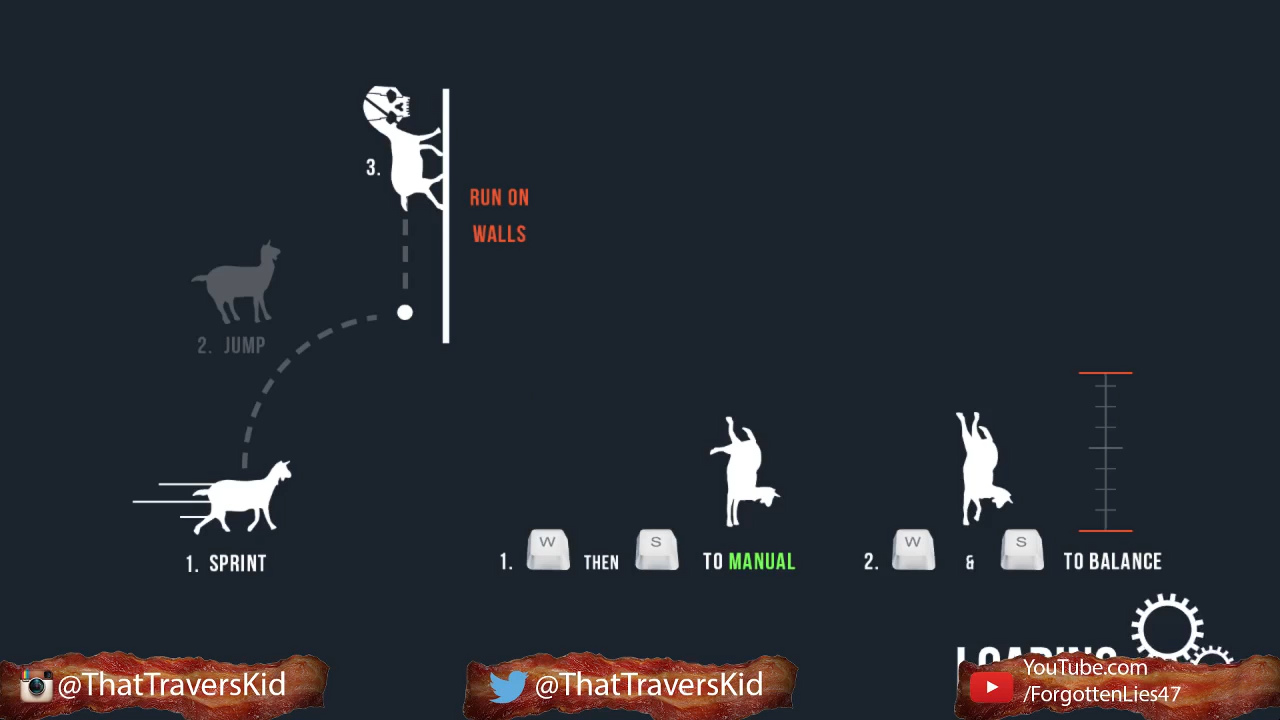 3.
RUN ON
WALLS
2. JUMP
1. SPRINT
1. W THEN S TO MANUAL
2. W & S TO BALANCE
LOADING
@ThatTraversKid
@ThatTraversKid
YouTube.com
/ForgottenLies47